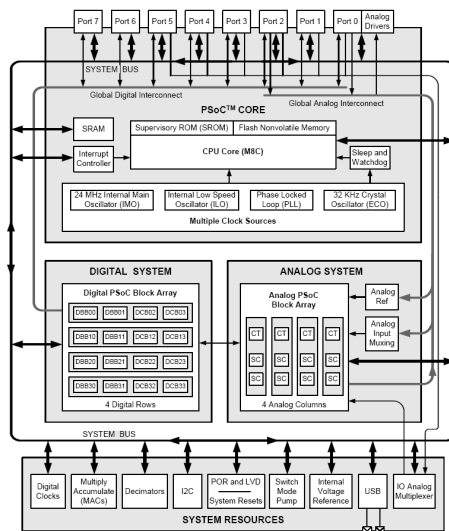 Port 7 Port 6 Port 5 Port 4 Port 3 Port 2 Port 1 Port 0 Analog
Drivers
SYSTEM BUS
Global Digital Interconnect
Global Analog Interconnect
PSoC™ CORE
SRAM
Supervisory ROM (SROM) Flash Nonvolatile Memory
CPU Core (M8C)
Interrupt
Controller
Sleep and
Watchdog
24 MHz Internal Main
Oscillator (IMO)
Internal Low Speed
Oscillator (ILO)
Phase Locked
Loop (PLL)
32 KHz Crystal
Oscillator (ECO)
Multiple Clock Sources
DIGITAL SYSTEM
Digital PSoC Block Array
DBB00 DBB01 DCB02 DCB03
DBB10 DBB11 DCB12 DCB13
DBB20 DBB21 DCB22 DCB23
DBB30 DBB31 DCB32 DCB33
4 Digital Rows
ANALOG SYSTEM
Analog PSoC
Block Array
CT CT CT CT
SC SC SC SC
SC SC SC SC
4 Analog Columns
Analog
Ref
Analog
Input
Muxing
SYSTEM BUS
Digital
Clocks
Multiply
Accumulate
(MACs)
Decimators
I2C
POR and LVD
System Resets
Switch
Mode
Pump
Internal
Voltage
Reference
USB
IO Analog
Multiplexer
SYSTEM RESOURCES